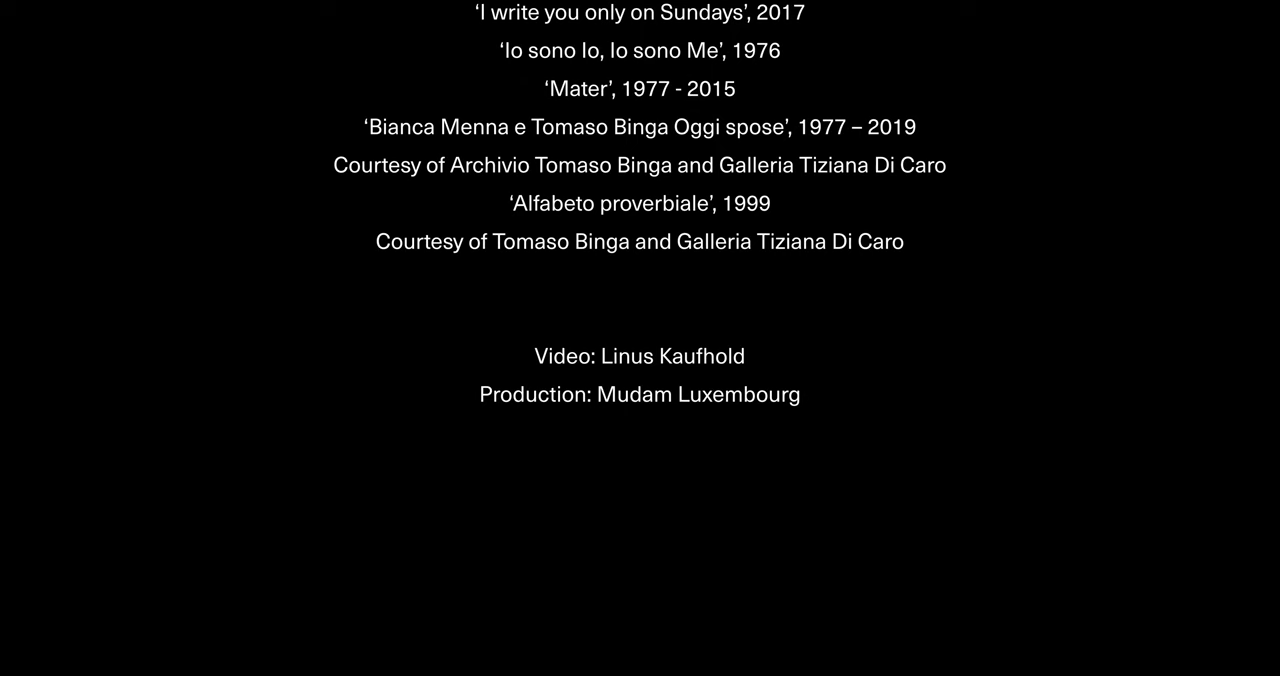 ‘I write you only on Sundays’, 2017
‘Io sono Io, Io sono Me’, 1976
‘Mater’, 1977 - 2015
‘Bianca Menna e Tomaso Binga Oggi spose’, 1977 – 2019
Courtesy of Archivio Tomaso Binga and Galleria Tiziana Di Caro
‘Alfabeto proverbiale’, 1999
Courtesy of Tomaso Binga and Galleria Tiziana Di Caro
Video: Linus Kaufhold
Production: Mudam Luxembourg